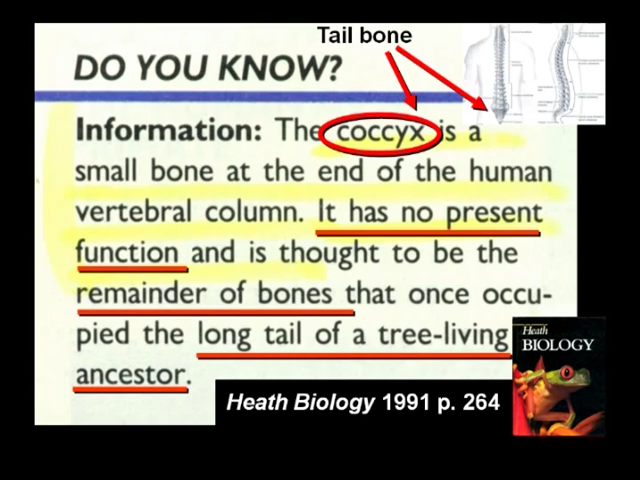 Tail bone
DO YOU KNOW?
Information: The coccyx is a
small bone at the end of the human
vertebral column. It has no present
function and is thought to be the
remainder of bones that once occu-
pied the long tail of a tree-living
ancestor.
Heath
BIOLOGY
Heath Biology 1991 p. 264